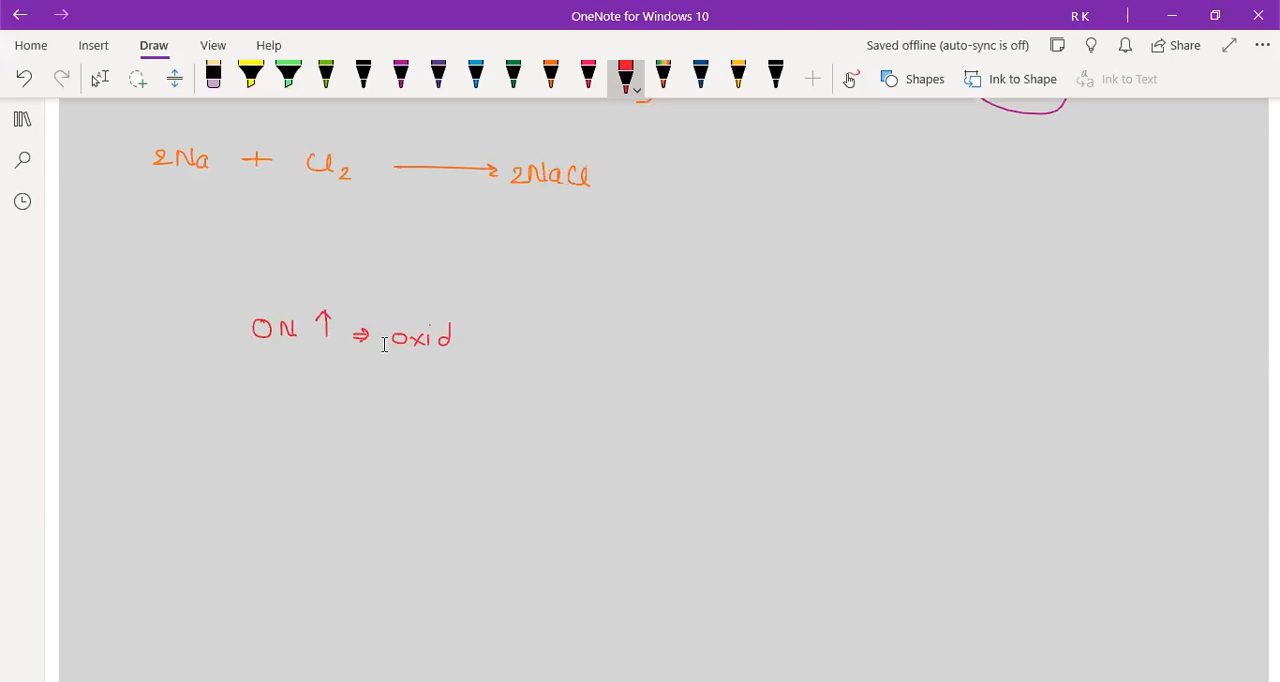 OneNote for Windows 10
R K
Home Insert Draw View Help
Saved offline (auto-sync is off) Share
Shapes Ink to Shape Ink to Text
2Na + Cl2 ⟶ 2NaCl
ON ↑ ⇒ oxid